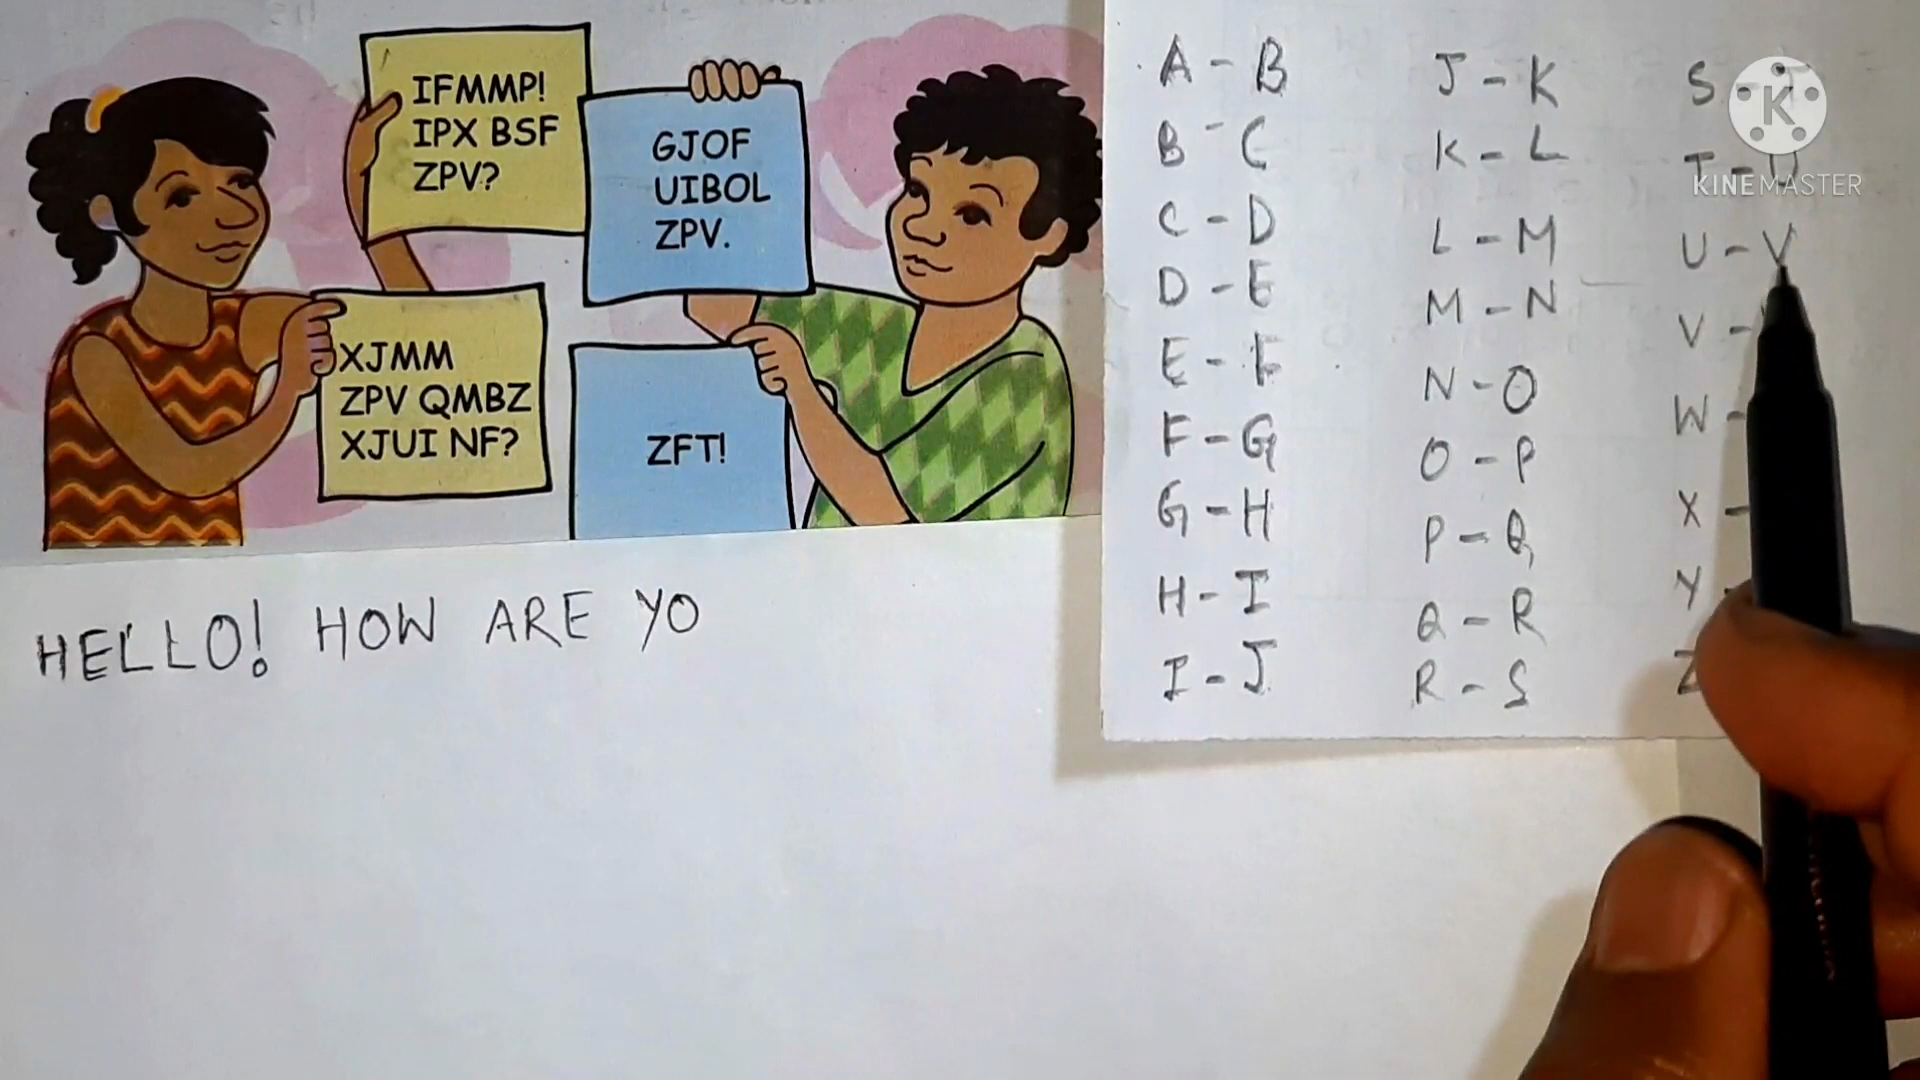 IFMMP!
IPX BSF
ZPV?
GJOF
UIBOL
ZPV.
XJMM
ZPV QMBZ
XJUI NF?
ZFT!
HELLO! HOW ARE YO
A - B
B - C
C - D
D - E
E - F
F - G
G - H
H - I
I - J
J - K
K - L
L - M
M - N
N - O
O - P
P - Q
Q - R
R - S
S - T
T - U
U - V
V -
W -
X -
Y -
Z
K
KINEMASTER